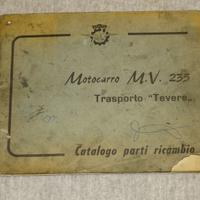 Motocarro M.V. 235
Trasporto "Tevere"
Catalogo parti ricambio